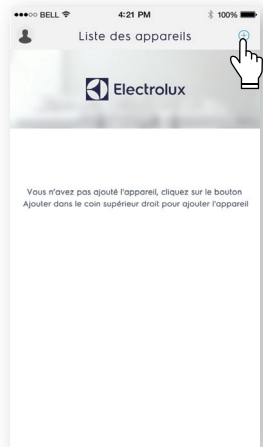 ●●●○○ BELL 4:21 PM 100%
Liste des appareils
Electrolux
Vous n'avez pas ajouté l'appareil, cliquez sur le bouton
Ajouter dans le coin supérieur droit pour ajouter l'appareil